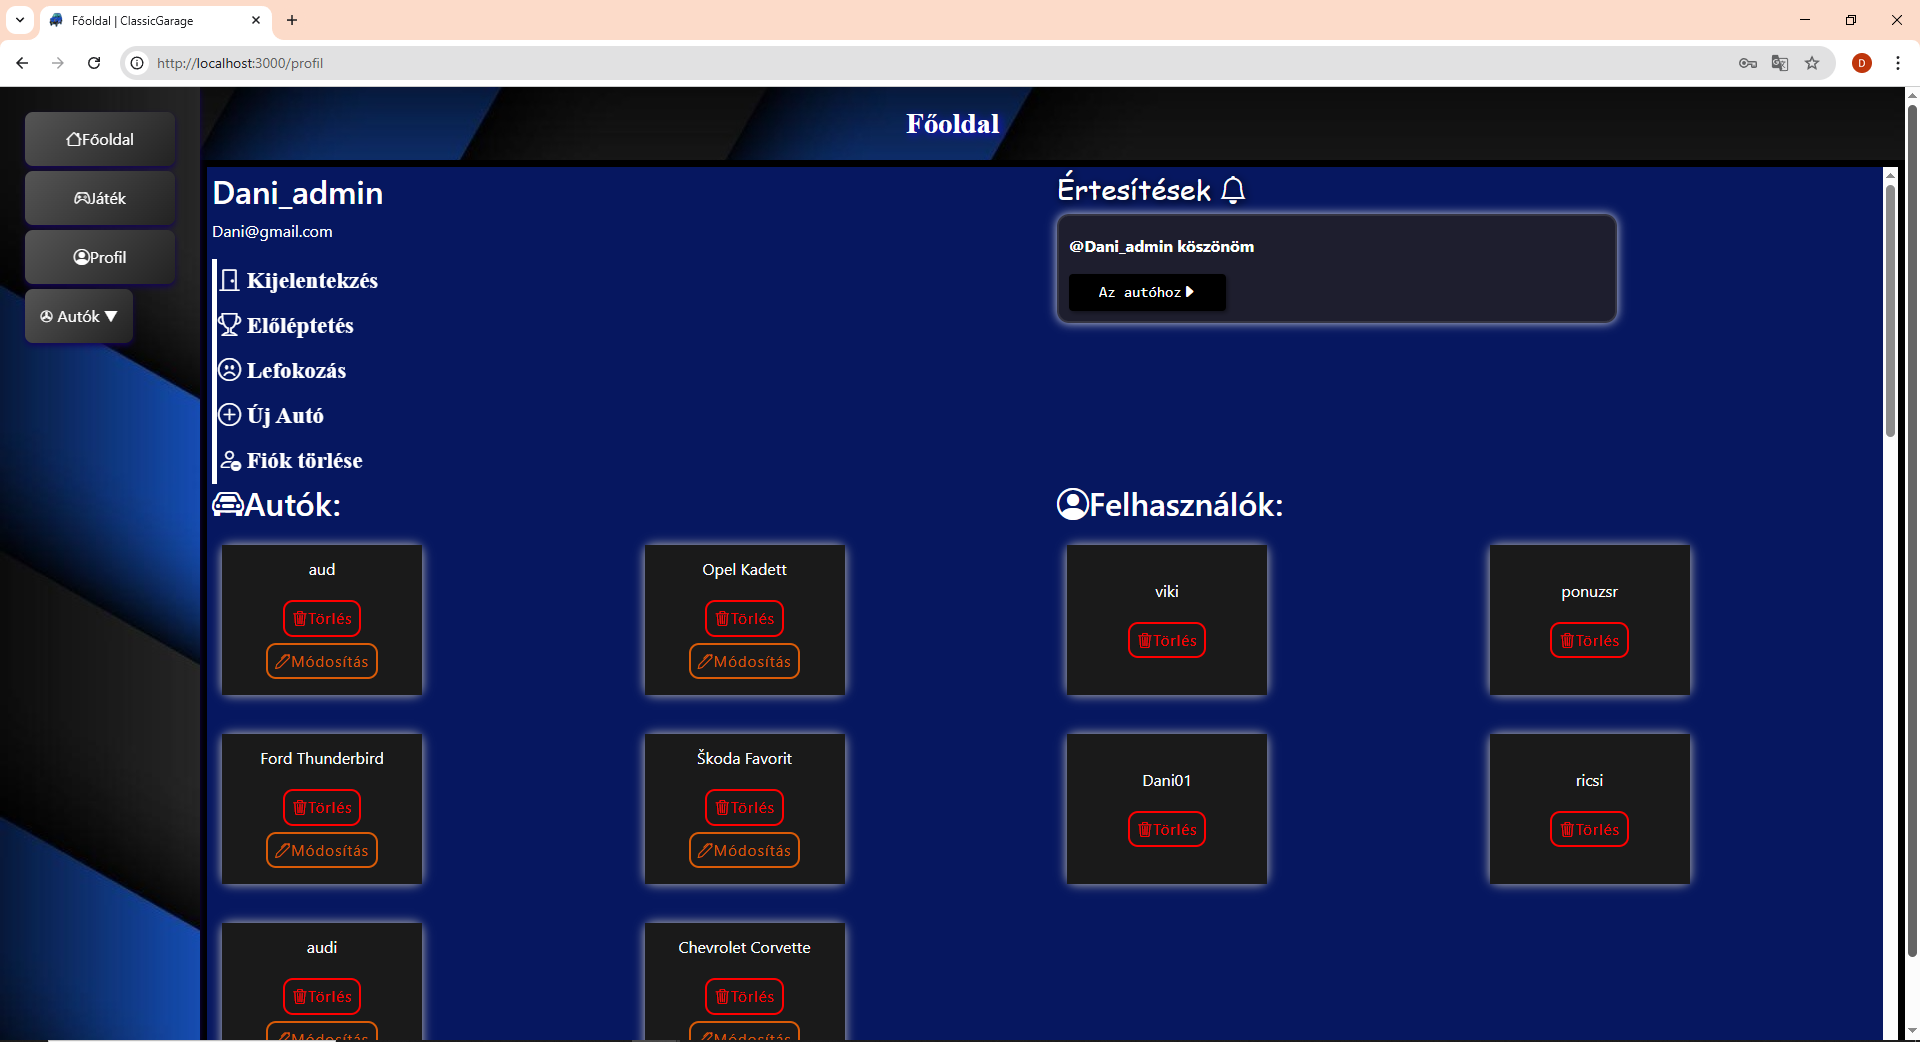 Főoldal | ClassicGarage
http://localhost:3000/profil
D
Főoldal
Játék
Profil
Autók ▼
Főoldal
Dani_admin
Dani@gmail.com
Kijelentekzés
Előléptetés
Lefokozás
Új Autó
Fiók törlése
Értesítések
@Dani_admin köszönöm
Az autóhoz
Autók:
aud
Törlés
Módosítás
Opel Kadett
Törlés
Módosítás
Ford Thunderbird
Törlés
Módosítás
Škoda Favorit
Törlés
Módosítás
audi
Törlés
Módosítás
Chevrolet Corvette
Törlés
Módosítás
Felhasználók:
viki
Törlés
ponuzsr
Törlés
Dani01
Törlés
ricsi
Törlés